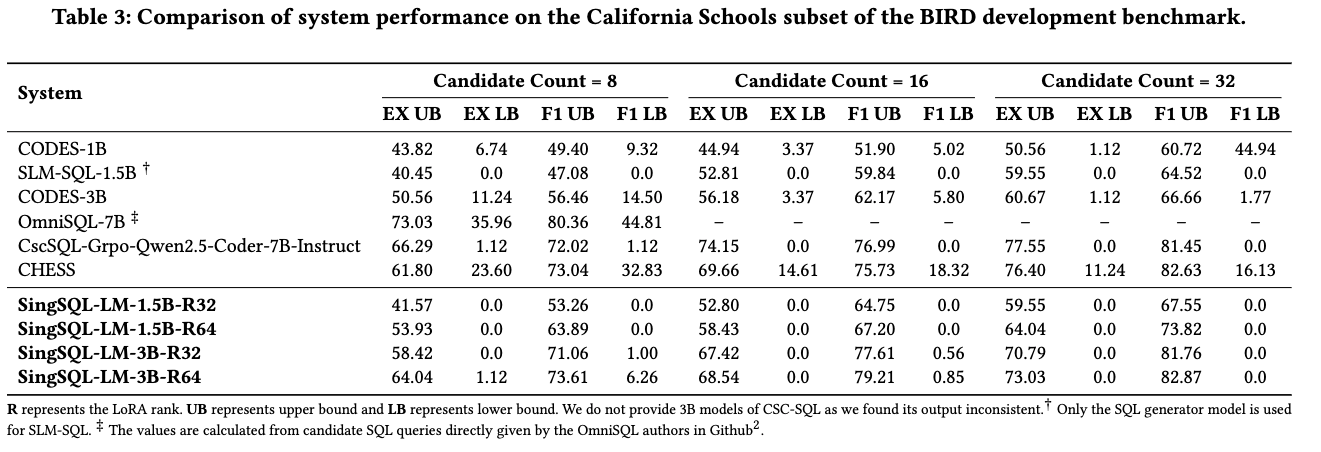 Table 3: Comparison of system performance on the California Schools subset of the BIRD development benchmark.
System Candidate Count = 8 Candidate Count = 16 Candidate Count = 32
EX UB EX LB F1 UB F1 LB EX UB EX LB F1 UB F1 LB EX UB EX LB F1 UB F1 LB
CODES-1B 43.82 6.74 49.40 9.32 44.94 3.37 51.90 5.02 50.56 1.12 60.72 44.94
SLM-SQL-1.5B † 40.45 0.0 47.08 0.0 52.81 0.0 59.84 0.0 59.55 0.0 64.52 0.0
CODES-3B 50.56 11.24 56.46 14.50 56.18 3.37 62.17 5.80 60.67 1.12 66.66 1.77
OmniSQL-7B ‡ 73.03 35.96 80.36 44.81 – – – – – – – –
CscSQL-Grpo-Qwen2.5-Coder-7B-Instruct 66.29 1.12 72.02 1.12 74.15 0.0 76.99 0.0 77.55 0.0 81.45 0.0
CHESS 61.80 23.60 73.04 32.83 69.66 14.61 75.73 18.32 76.40 11.24 82.63 16.13
SingSQL-LM-1.5B-R32 41.57 0.0 53.26 0.0 52.80 0.0 64.75 0.0 59.55 0.0 67.55 0.0
SingSQL-LM-1.5B-R64 53.93 0.0 63.89 0.0 58.43 0.0 67.20 0.0 64.04 0.0 73.82 0.0
SingSQL-LM-3B-R32 58.42 0.0 71.06 1.00 67.42 0.0 77.61 0.56 70.79 0.0 81.76 0.0
SingSQL-LM-3B-R64 64.04 1.12 73.61 6.26 68.54 0.0 79.21 0.85 73.03 0.0 82.87 0.0
R represents the LoRA rank. UB represents upper bound and LB represents lower bound. We do not provide 3B models of CSC-SQL as we found its output inconsistent.† Only the SQL generator model is used
for SLM-SQL. ‡ The values are calculated from candidate SQL queries directly given by the OmniSQL authors in Github2.